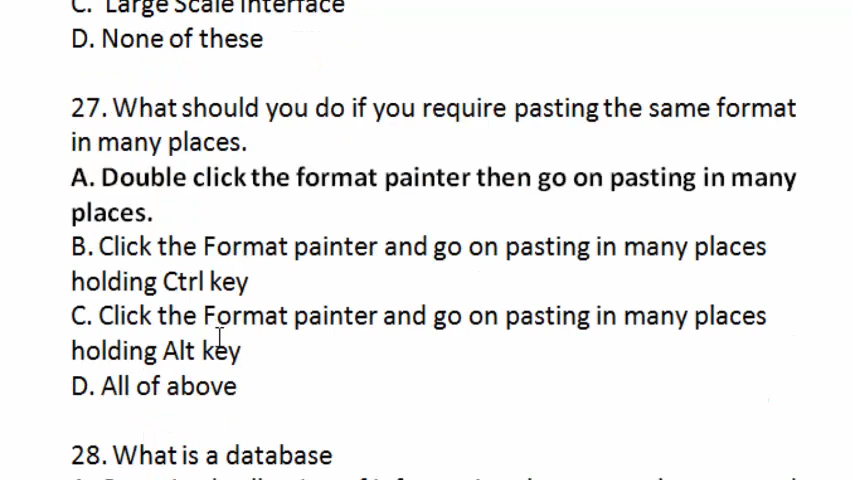 C. Large Scale Interface
D. None of these
27. What should you do if you require pasting the same format
in many places.
A. Double click the format painter then go on pasting in many
places.
B. Click the Format painter and go on pasting in many places
holding Ctrl key
C. Click the Format painter and go on pasting in many places
holding Alt key
D. All of above
28. What is a database